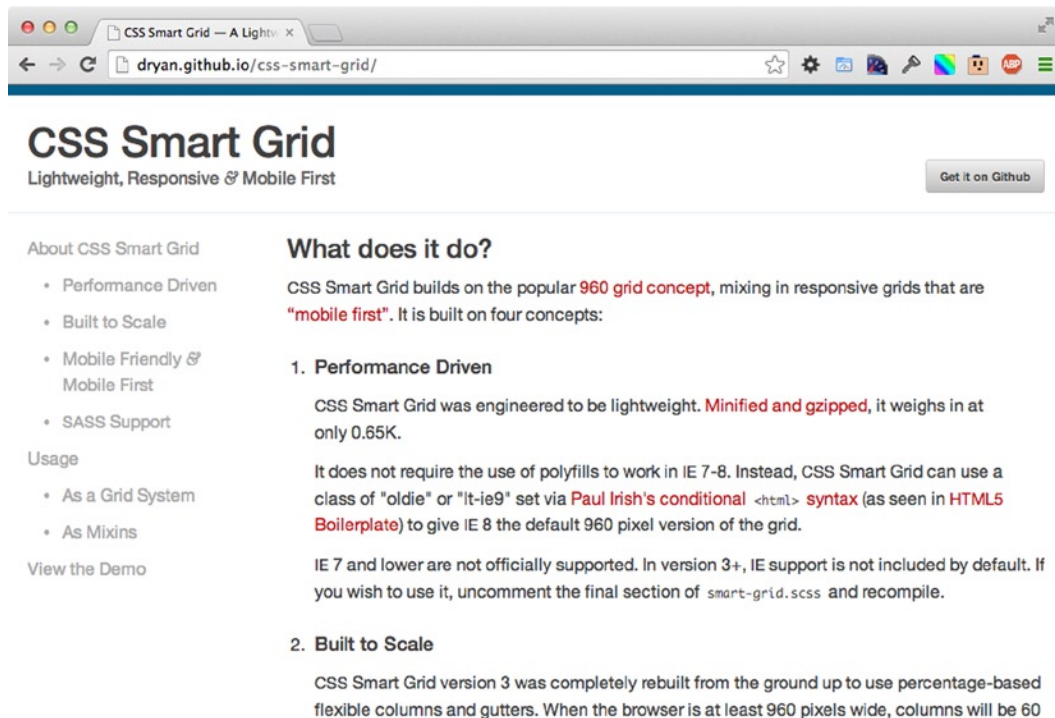 CSS Smart Grid — A Lightw
dryan.github.io/css-smart-grid/
ABP
CSS Smart Grid
Lightweight, Responsive & Mobile First
Get it on Github
About CSS Smart Grid
• Performance Driven
• Built to Scale
• Mobile Friendly &
Mobile First
• SASS Support
Usage
• As a Grid System
• As Mixins
View the Demo
What does it do?
CSS Smart Grid builds on the popular 960 grid concept, mixing in responsive grids that are
“mobile first”. It is built on four concepts:
1. Performance Driven
CSS Smart Grid was engineered to be lightweight. Minified and gzipped, it weighs in at
only 0.65K.
It does not require the use of polyfills to work in IE 7-8. Instead, CSS Smart Grid can use a
class of "oldie" or "lt-ie9" set via Paul Irish's conditional <html> syntax (as seen in HTML5
Boilerplate) to give IE 8 the default 960 pixel version of the grid.
IE 7 and lower are not officially supported. In version 3+, IE support is not included by default. If
you wish to use it, uncomment the final section of smart-grid.scss and recompile.
2. Built to Scale
CSS Smart Grid version 3 was completely rebuilt from the ground up to use percentage-based
flexible columns and gutters. When the browser is at least 960 pixels wide, columns will be 60